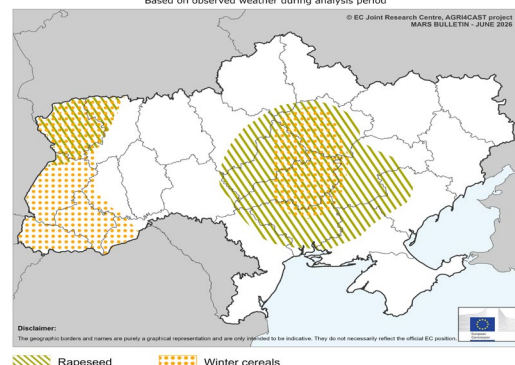 Based on observed weather during analysis period
© EC Joint Research Centre, AGRI4CAST project
MARS BULLETIN - JUNE 2026
Disclaimer:
The geographic borders and names are purely a graphical representation and are only intended to be indicative. They do not necessarily reflect the official EC position.
European
Commission
Rapeseed
Winter cereals